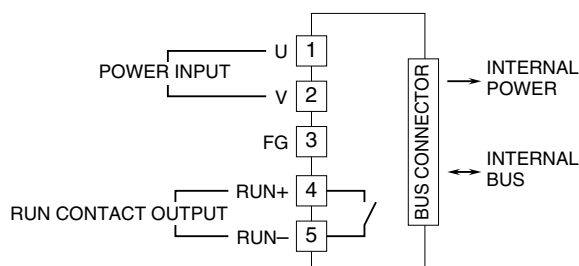 U 1
POWER INPUT
V 2
FG 3
RUN+ 4
RUN CONTACT OUTPUT
RUN– 5
BUS CONNECTOR
INTERNAL
POWER
INTERNAL
BUS